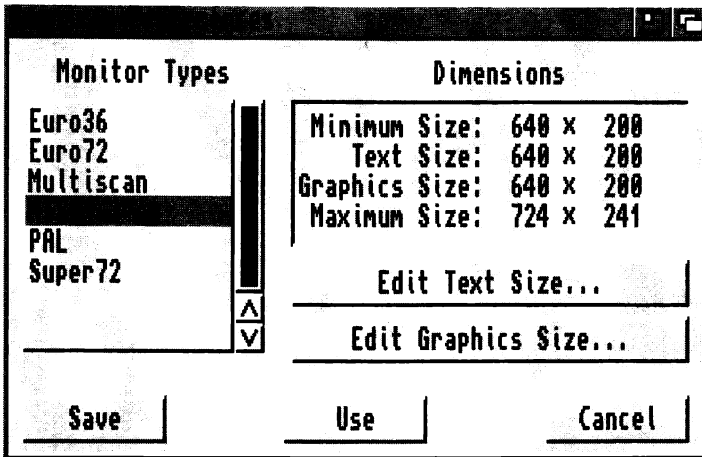 Monitor Types
Euro36
Euro72
Multiscan
PAL
Super72
Dimensions
Minimum Size: 640 x 200
Text Size: 640 x 200
Graphics Size: 640 x 200
Maximum Size: 724 x 241
Edit Text Size...
Edit Graphics Size...
Save
Use
Cancel